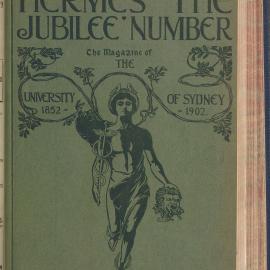 HERMES THE
JUBILEE NUMBER
The Magazine of
THE
UNIVERSITY OF SYDNEY
1852- -1902.